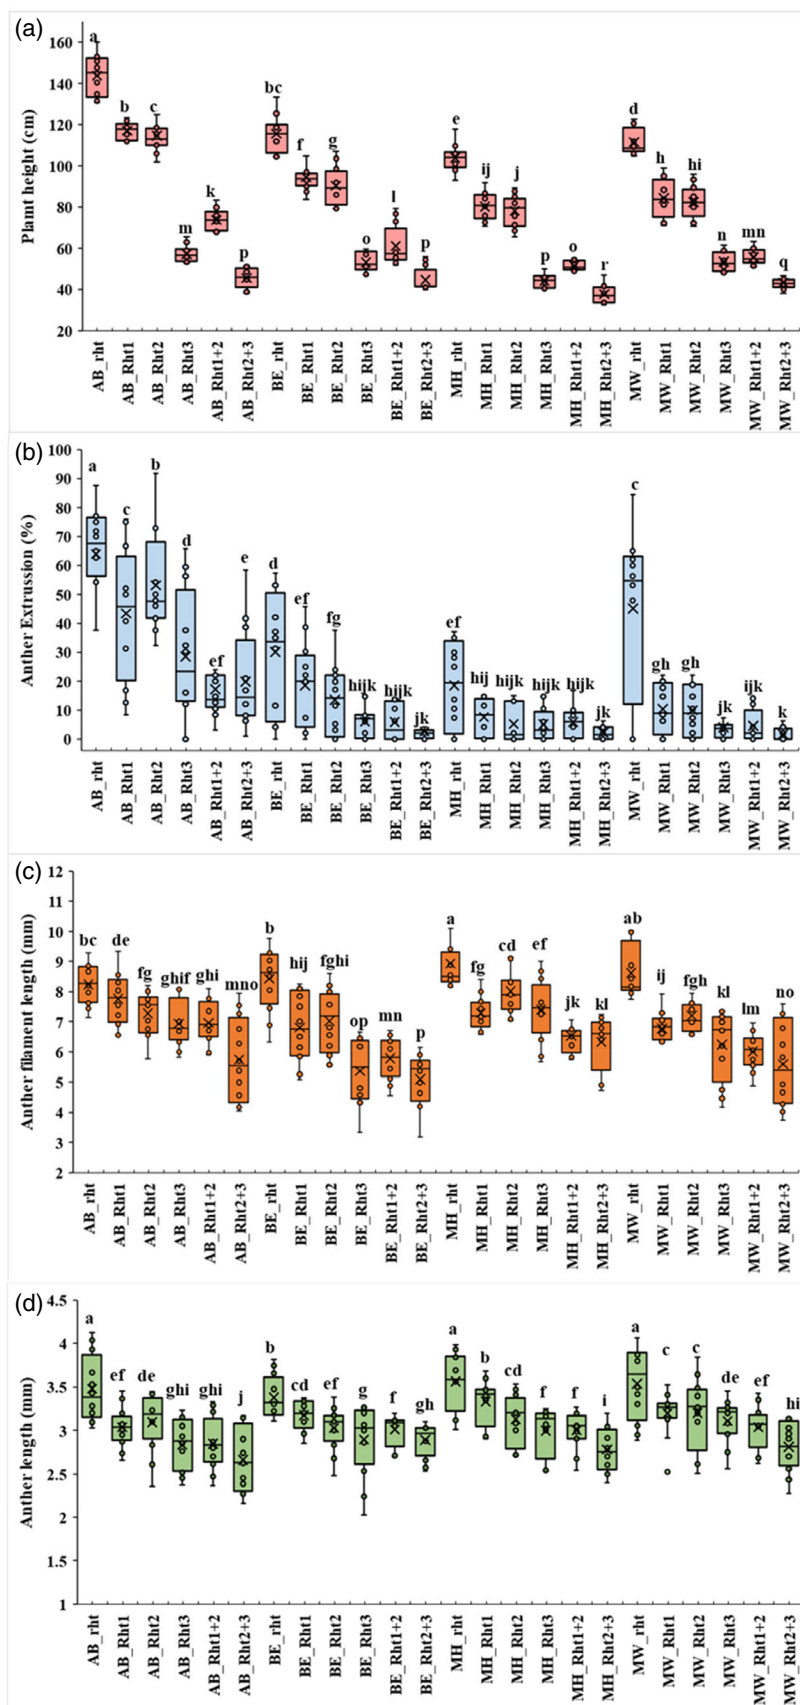 (a)
Plamt height (cm)
160
140
120
100
80
60
40
20
a
b
c
m
k
p
bc
f
g
o
l
p
e
ij
j
p
o
r
d
h
hi
n
mn
q
AB_rht
AB_Rht1
AB_Rht2
AB_Rht3
AB_Rht1+2
AB_Rht2+3
BE_rht
BE_Rht1
BE_Rht2
BE_Rht3
BE_Rht1+2
BE_Rht2+3
MH_rht
MH_Rht1
MH_Rht2
MH_Rht3
MH_Rht1+2
MH_Rht2+3
MW_rht
MW_Rht1
MW_Rht2
MW_Rht3
MW_Rht1+2
MW_Rht2+3
(b)
Anther Extrussion (%)
100
90
80
70
60
50
40
30
20
10
0
a
c
b
d
ef
e
d
ef
fg
hijk
hijk
jk
ef
hij
hijk
hijk
hijk
jk
c
gh
gh
jk
ijk
k
AB_rht
AB_Rht1
AB_Rht2
AB_Rht3
AB_Rht1+2
AB_Rht2+3
BE_rht
BE_Rht1
BE_Rht2
BE_Rht3
BE_Rht1+2
BE_Rht2+3
MH_rht
MH_Rht1
MH_Rht2
MH_Rht3
MH_Rht1+2
MH_Rht2+3
MW_rht
MW_Rht1
MW_Rht2
MW_Rht3
MW_Rht1+2
MW_Rht2+3
(c)
Anther filament length (mm)
12
11
10
9
8
7
6
5
4
3
2
bc
de
fg
ghif
ghi
mno
b
hij
fghi
op
mn
p
a
fg
cd
ef
jk
kl
ab
ij
fgh
kl
lm
no
AB_rht
AB_Rht1
AB_Rht2
AB_Rht3
AB_Rht1+2
AB_Rht2+3
BE_rht
BE_Rht1
BE_Rht2
BE_Rht3
BE_Rht1+2
BE_Rht2+3
MH_rht
MH_Rht1
MH_Rht2
MH_Rht3
MH_Rht1+2
MH_Rht2+3
MW_rht
MW_Rht1
MW_Rht2
MW_Rht3
MW_Rht1+2
MW_Rht2+3
(d)
Anther length (mm)
4.5
4
3.5
3
2.5
2
1.5
1
a
ef
de
ghi
ghi
j
b
cd
ef
g
f
gh
a
b
cd
f
f
i
a
c
c
de
ef
hi
AB_rht
AB_Rht1
AB_Rht2
AB_Rht3
AB_Rht1+2
AB_Rht2+3
BE_rht
BE_Rht1
BE_Rht2
BE_Rht3
BE_Rht1+2
BE_Rht2+3
MH_rht
MH_Rht1
MH_Rht2
MH_Rht3
MH_Rht1+2
MH_Rht2+3
MW_rht
MW_Rht1
MW_Rht2
MW_Rht3
MW_Rht1+2
MW_Rht2+3